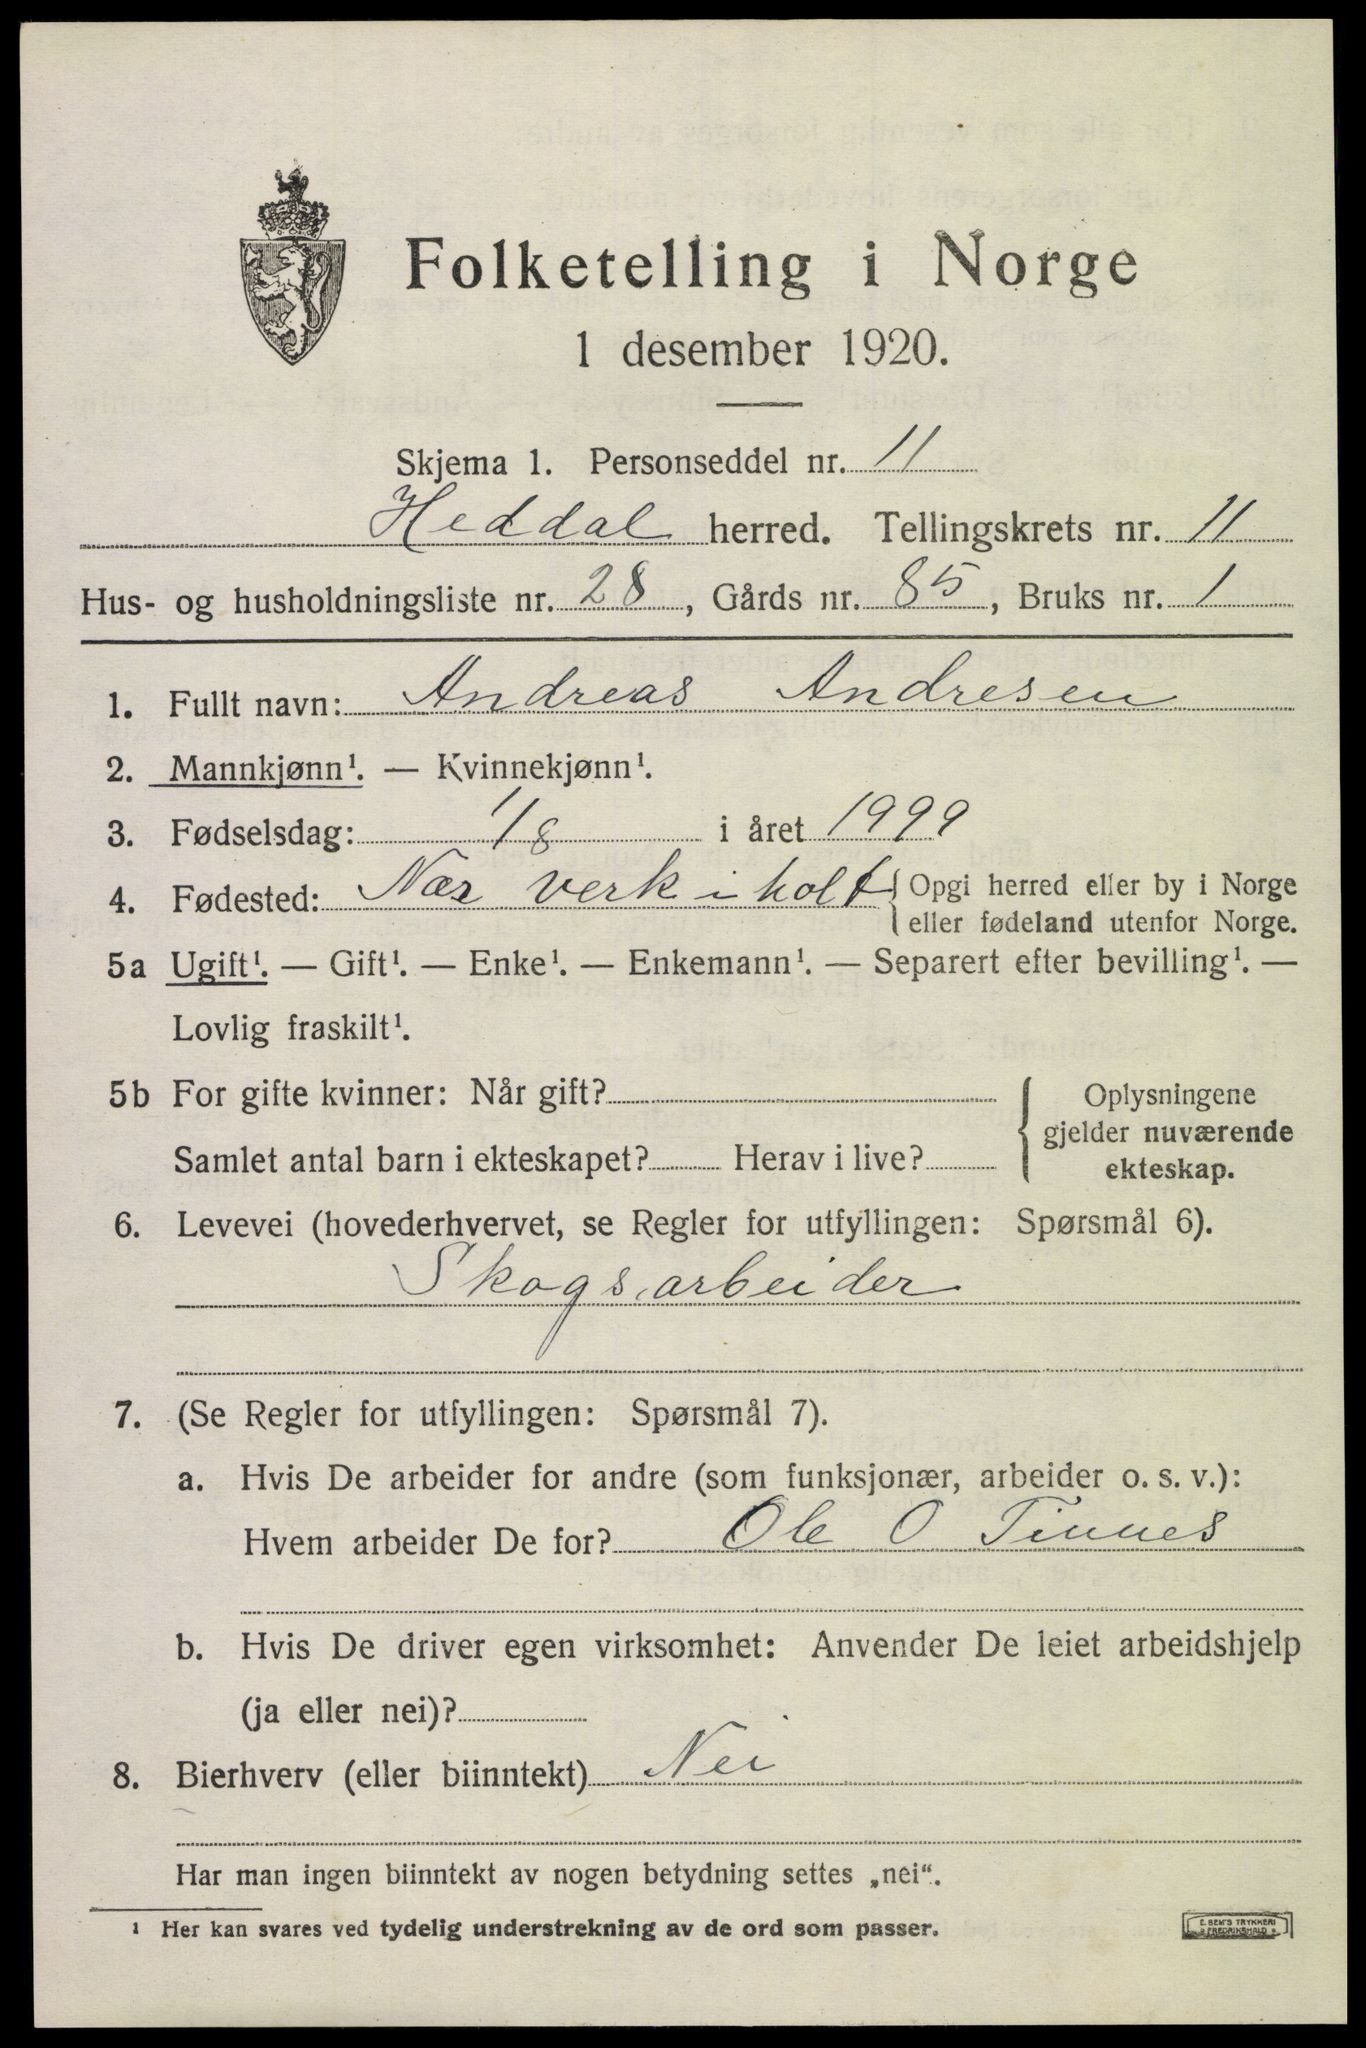 Folketelling i Norge
1 desember 1920.
Skjema 1. Personseddel nr. 11
Heddal herred. Tellingskrets nr. 11
Hus- og husholdningsliste nr. 28, Gårds nr. 85, Bruks nr. 1
1. Fullt navn: Andreas Andresen
2. Mannkjønn¹. — Kvinnekjønn¹.
3. Fødselsdag: 1/8 i året 1999
4. Fødested: Nær verk i holt { Opgi herred eller by i Norge
eller fødeland utenfor Norge.
5a Ugift¹. — Gift¹. — Enke¹. — Enkemann¹. — Separert efter bevilling¹. —
Lovlig fraskilt¹.
5b For gifte kvinner: Når gift? { Oplysningene
gjelder nuværende
Samlet antal barn i ekteskapet? Herav i live? ekteskap.
6. Levevei (hovederhvervet, se Regler for utfyllingen: Spørsmål 6).
Skogsarbeider
7. (Se Regler for utfyllingen: Spørsmål 7).
a. Hvis De arbeider for andre (som funksjonær, arbeider o. s. v.):
Hvem arbeider De for? Ole O Tinnes
b. Hvis De driver egen virksomhet: Anvender De leiet arbeidshjelp
(ja eller nei)?
8. Bierhverv (eller biinntekt) Nei
Har man ingen biinntekt av nogen betydning settes „nei“.
¹ Her kan svares ved tydelig understrekning av de ord som passer.
E. SEM'S TRYKKERI
FREDRIKSHALD